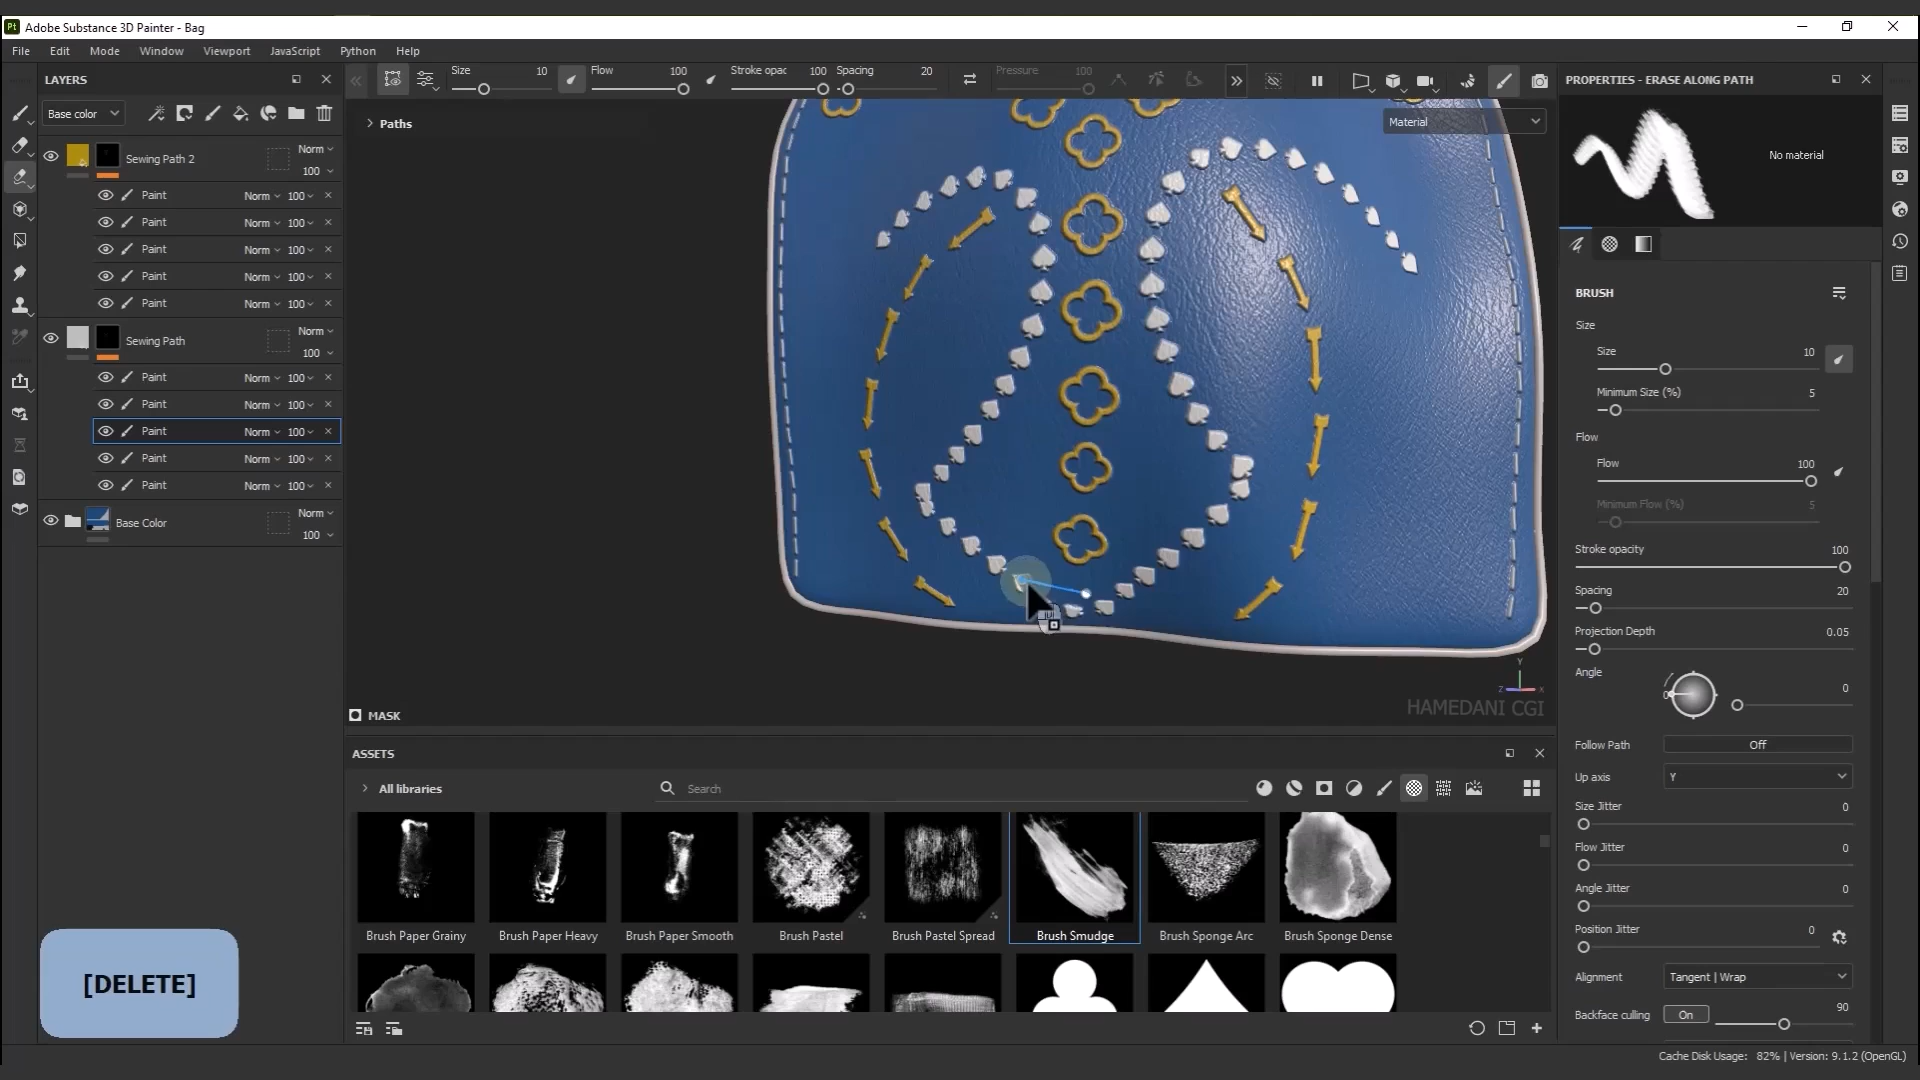 Pt Adobe Substance 3D Painter - Bag
File Edit Mode Window Viewport JavaScript Python Help
LAYERS
Size 10 Flow 100 Stroke opac 100 Spacing 20 Pressure 100
PROPERTIES - ERASE ALONG PATH
Base color
Paths
Material
No material
Sewing Path 2 Norm 100
Paint Norm 100
Paint Norm 100
Paint Norm 100
Paint Norm 100
Paint Norm 100
Sewing Path Norm 100
Paint Norm 100
Paint Norm 100
Paint Norm 100
Paint Norm 100
Paint Norm 100
Base Color Norm 100
BRUSH
Size
Size 10
Minimum Size (%) 5
Flow
Flow 100
Minimum Flow (%) 5
Stroke opacity 100
Spacing 20
Projection Depth 0.05
Angle 0
0
Follow Path Off
Up axis Y
Size Jitter 0
Flow Jitter 0
Angle Jitter 0
Position Jitter 0
Alignment Tangent | Wrap
Backface culling On 90
Y
Z X
HAMEDANI CGI
MASK
ASSETS
All libraries
Search
Brush Paper Grainy Brush Paper Heavy Brush Paper Smooth Brush Pastel Brush Pastel Spread Brush Smudge Brush Sponge Arc Brush Sponge Dense
[DELETE]
Cache Disk Usage: 82% | Version: 9.1.2 (OpenGL)